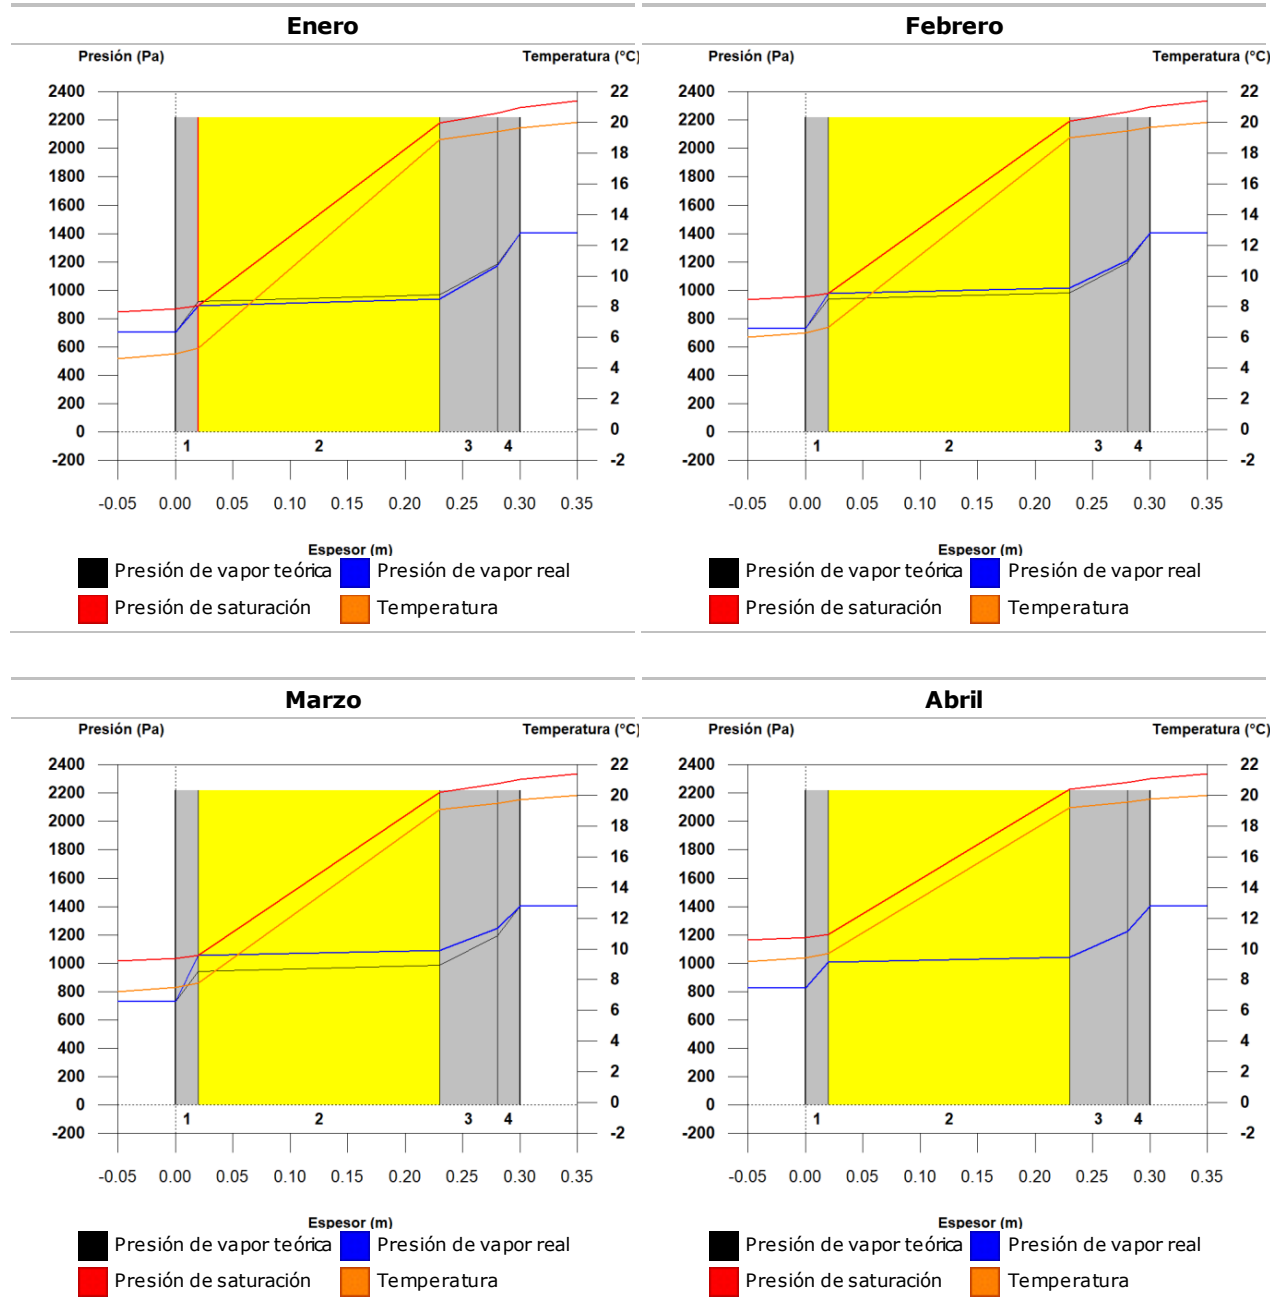 Enero
Presión (Pa) Temperatura (°C)
2400 22
2200 20
2000 18
1800 16
1600 14
1400 12
1200 10
1000 8
800 6
600 4
400 2
200 0
0 -2
-200
1 2 3 4
-0.05 0.00 0.05 0.10 0.15 0.20 0.25 0.30 0.35
Espesor (m)
Presión de vapor teórica Presión de vapor real
Presión de saturación Temperatura
Febrero
Presión (Pa) Temperatura (°C)
2400 22
2200 20
2000 18
1800 16
1600 14
1400 12
1200 10
1000 8
800 6
600 4
400 2
200 0
0 -2
-200
1 2 3 4
-0.05 0.00 0.05 0.10 0.15 0.20 0.25 0.30 0.35
Espesor (m)
Presión de vapor teórica Presión de vapor real
Presión de saturación Temperatura
Marzo
Presión (Pa) Temperatura (°C)
2400 22
2200 20
2000 18
1800 16
1600 14
1400 12
1200 10
1000 8
800 6
600 4
400 2
200 0
0 -2
-200
1 2 3 4
-0.05 0.00 0.05 0.10 0.15 0.20 0.25 0.30 0.35
Espesor (m)
Presión de vapor teórica Presión de vapor real
Presión de saturación Temperatura
Abril
Presión (Pa) Temperatura (°C)
2400 22
2200 20
2000 18
1800 16
1600 14
1400 12
1200 10
1000 8
800 6
600 4
400 2
200 0
0 -2
-200
1 2 3 4
-0.05 0.00 0.05 0.10 0.15 0.20 0.25 0.30 0.35
Espesor (m)
Presión de vapor teórica Presión de vapor real
Presión de saturación Temperatura